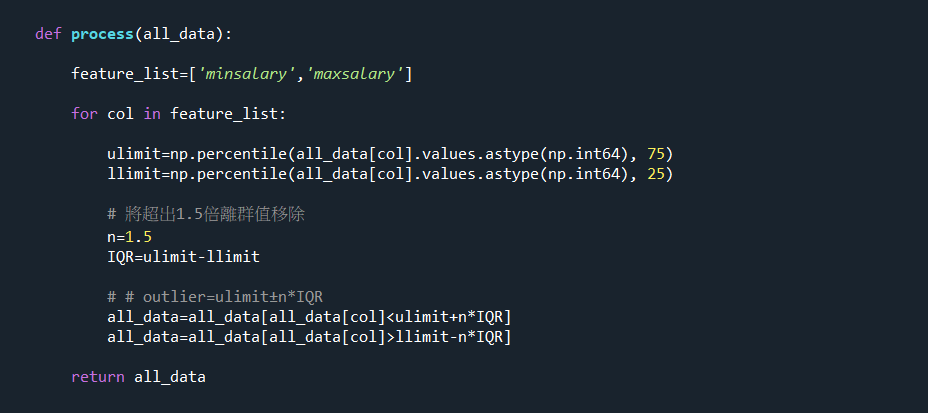 def process(all_data):
feature_list=['minsalary','maxsalary']
for col in feature_list:
ulimit=np.percentile(all_data[col].values.astype(np.int64), 75)
llimit=np.percentile(all_data[col].values.astype(np.int64), 25)
# 將超出1.5倍離群值移除
n=1.5
IQR=ulimit-llimit
# # outlier=ulimit±n*IQR
all_data=all_data[all_data[col]<ulimit+n*IQR]
all_data=all_data[all_data[col]>llimit-n*IQR]
return all_data